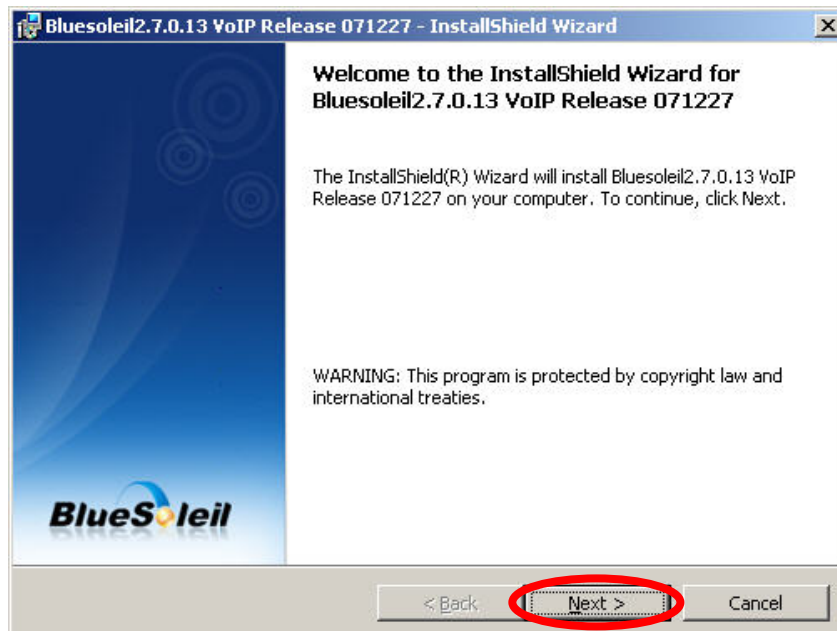 Bluesoleil2.7.0.13 VoIP Release 071227 - InstallShield Wizard
Welcome to the InstallShield Wizard for
Bluesoleil2.7.0.13 VoIP Release 071227
The InstallShield(R) Wizard will install Bluesoleil2.7.0.13 VoIP
Release 071227 on your computer. To continue, click Next.
WARNING: This program is protected by copyright law and
international treaties.
BlueSoleil
< Back
Next >
Cancel